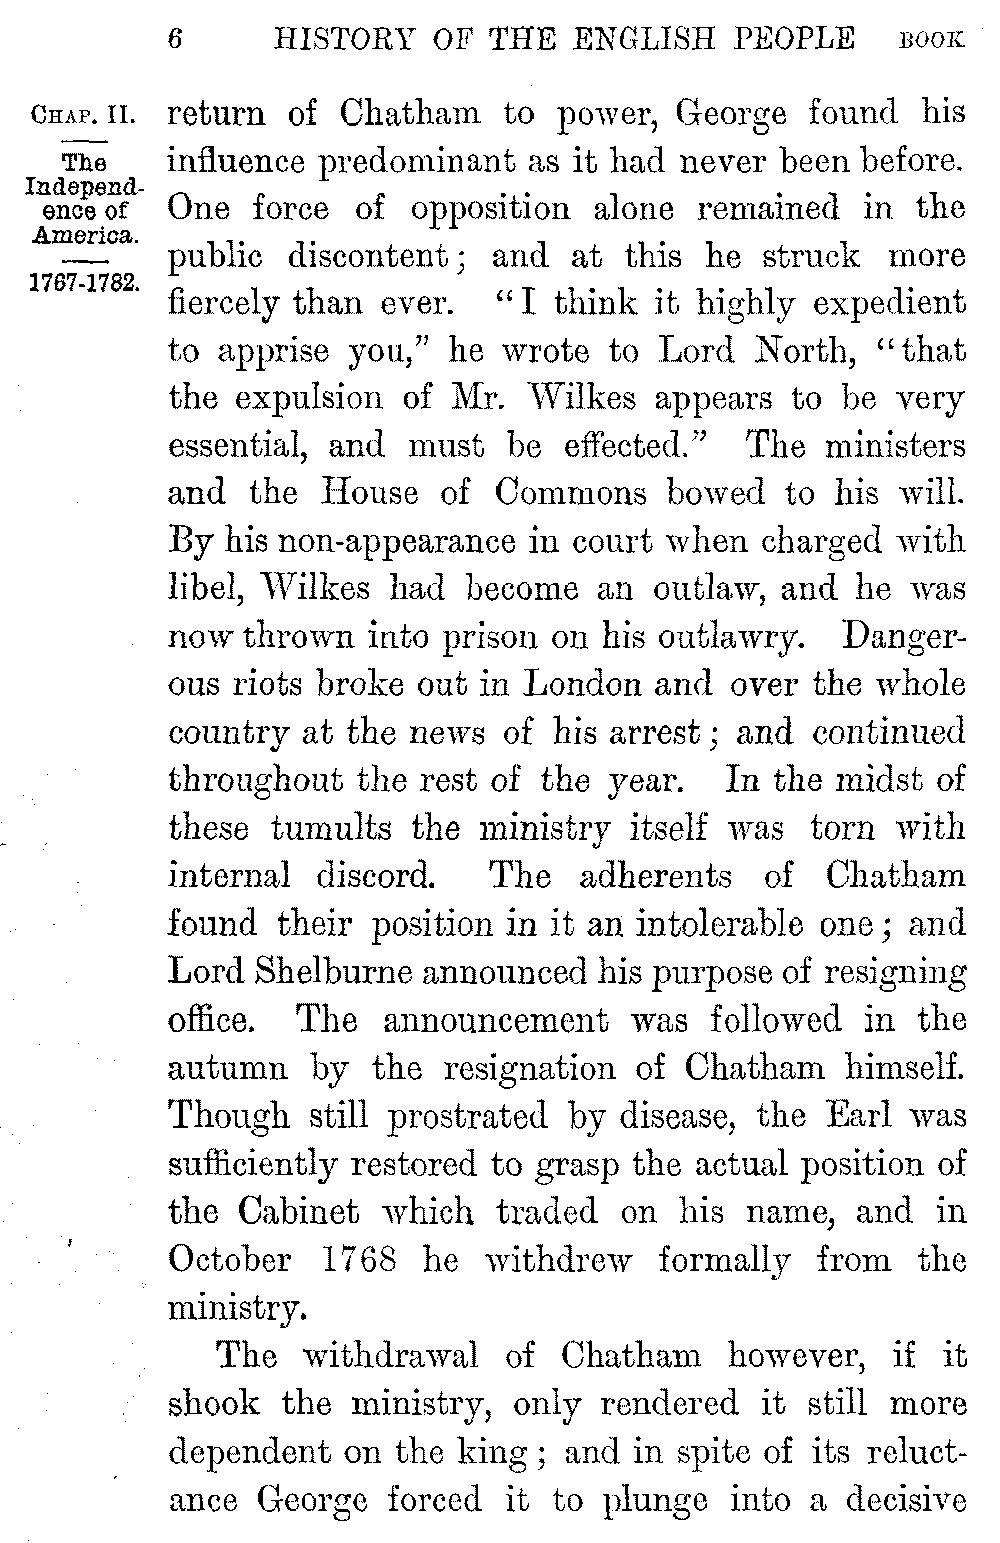 6 HISTORY OF THE ENGLISH PEOPLE BOOK
CHAP. II.
The
Independ-
ence of
America.
1767-1782.
return of Chatham to power, George found his
influence predominant as it had never been before.
One force of opposition alone remained in the
public discontent; and at this he struck more
fiercely than ever. "I think it highly expedient
to apprise you," he wrote to Lord North, "that
the expulsion of Mr. Wilkes appears to be very
essential, and must be effected." The ministers
and the House of Commons bowed to his will.
By his non-appearance in court when charged with
libel, Wilkes had become an outlaw, and he was
now thrown into prison on his outlawry. Danger-
ous riots broke out in London and over the whole
country at the news of his arrest; and continued
throughout the rest of the year. In the midst of
these tumults the ministry itself was torn with
internal discord. The adherents of Chatham
found their position in it an intolerable one; and
Lord Shelburne announced his purpose of resigning
office. The announcement was followed in the
autumn by the resignation of Chatham himself.
Though still prostrated by disease, the Earl was
sufficiently restored to grasp the actual position of
the Cabinet which traded on his name, and in
October 1768 he withdrew formally from the
ministry.
The withdrawal of Chatham however, if it
shook the ministry, only rendered it still more
dependent on the king; and in spite of its reluct-
ance George forced it to plunge into a decisive